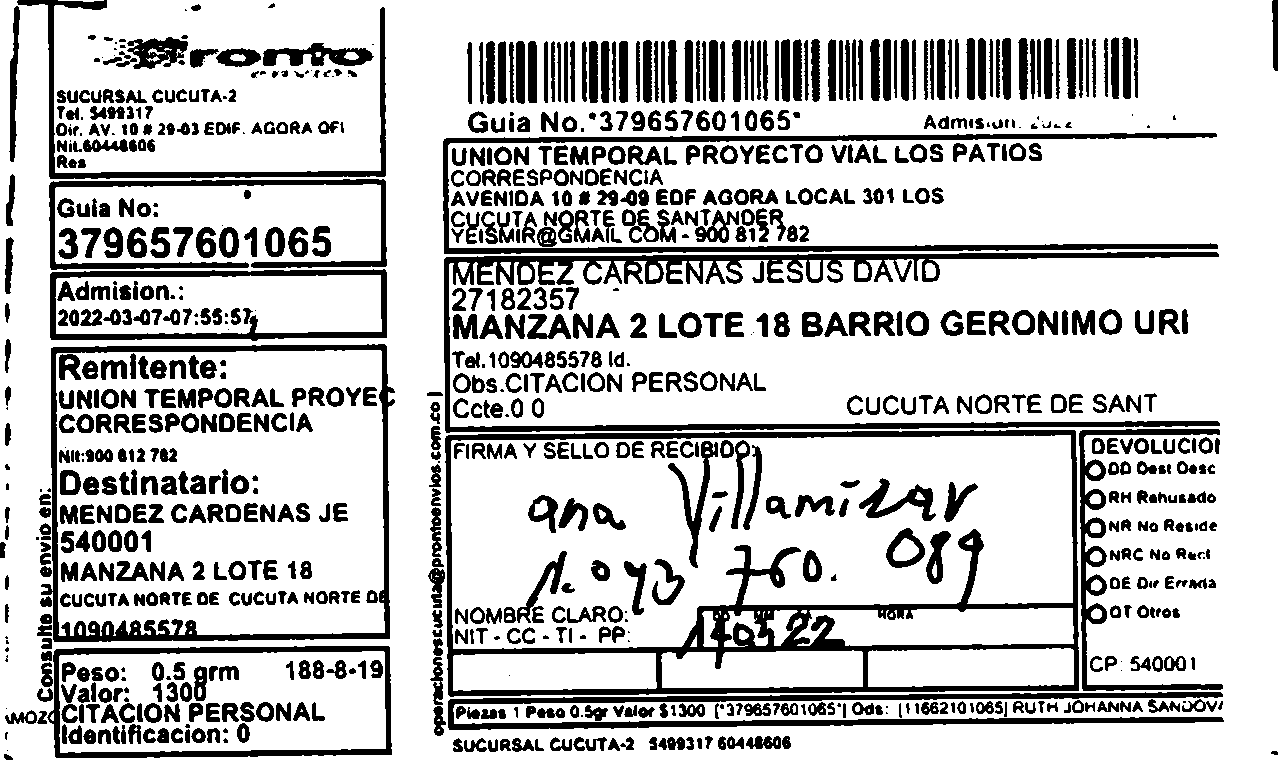 Pronto
envios
SUCURSAL CUCUTA-2
Tel. 5499317
Dir. AV. 10 # 29-03 EDIF. AGORA OFI
Nit.60448606
Res
Guia No:
379657601065
Admision.:
2022-03-07-07:55:57
Remitente:
UNION TEMPORAL PROYEC
CORRESPONDENCIA
Nit:900 812 782
Destinatario:
MENDEZ CARDENAS JE
540001
MANZANA 2 LOTE 18
CUCUTA NORTE DE CUCUTA NORTE DE
1090485578
Peso: 0.5 grm 188-8-19
Valor: 1300
CITACION PERSONAL
Identificacion: 0
Consulte su envio en:
Guia No.*379657601065*
Admision: 2022
UNION TEMPORAL PROYECTO VIAL LOS PATIOS
CORRESPONDENCIA
AVENIDA 10 # 29-09 EDF AGORA LOCAL 301 LOS
CUCUTA NORTE DE SANTANDER
YEISMIR@GMAIL COM - 900 812 782
MENDEZ CARDENAS JESUS DAVID
27182357
MANZANA 2 LOTE 18 BARRIO GERONIMO URI
Tel.1090485578 Id.
Obs.CITACION PERSONAL
Ccte.0 0 CUCUTA NORTE DE SANT
operacionescucuta@prontoenvios.com.co |
FIRMA Y SELLO DE RECIBIDO:
ana Villamizar
1.093 760. 089
NOMBRE CLARO:
NIT - CC - TI - PP:
DD MM AA HORA
140322
DEVOLUCION
DD Dest Desc
RH Rehusado
NR No Reside
NRC No Recl
DE Dir Errada
OT Otros
CP: 540001
Piezas 1 Peso 0.5gr Valor $1300 [*379657601065*] Ods: [11662101065] RUTH JOHANNA SANDOVA
SUCURSAL CUCUTA-2 5499317 60448606